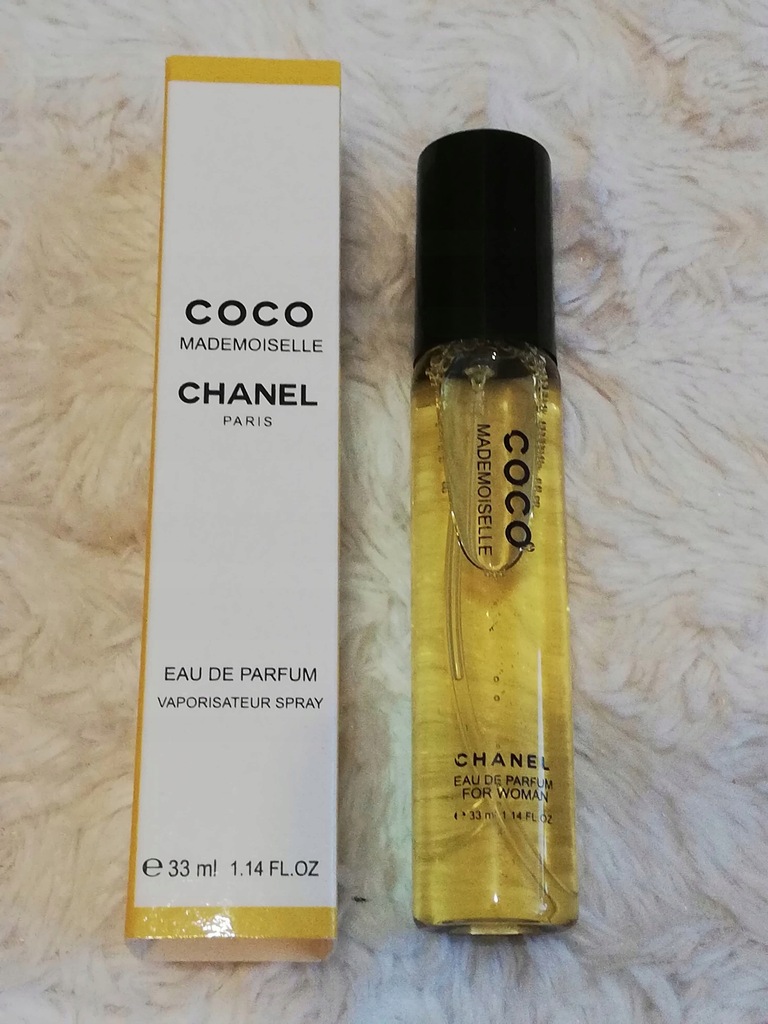 COCO
MADEMOISELLE
CHANEL
PARIS
EAU DE PARFUM
VAPORISATEUR SPRAY
℮ 33 ml 1.14 FL.OZ
COCO
MADEMOISELLE
CHANEL
EAU DE PARFUM
FOR WOMAN
℮ 33 ml 1.14 FL.OZ